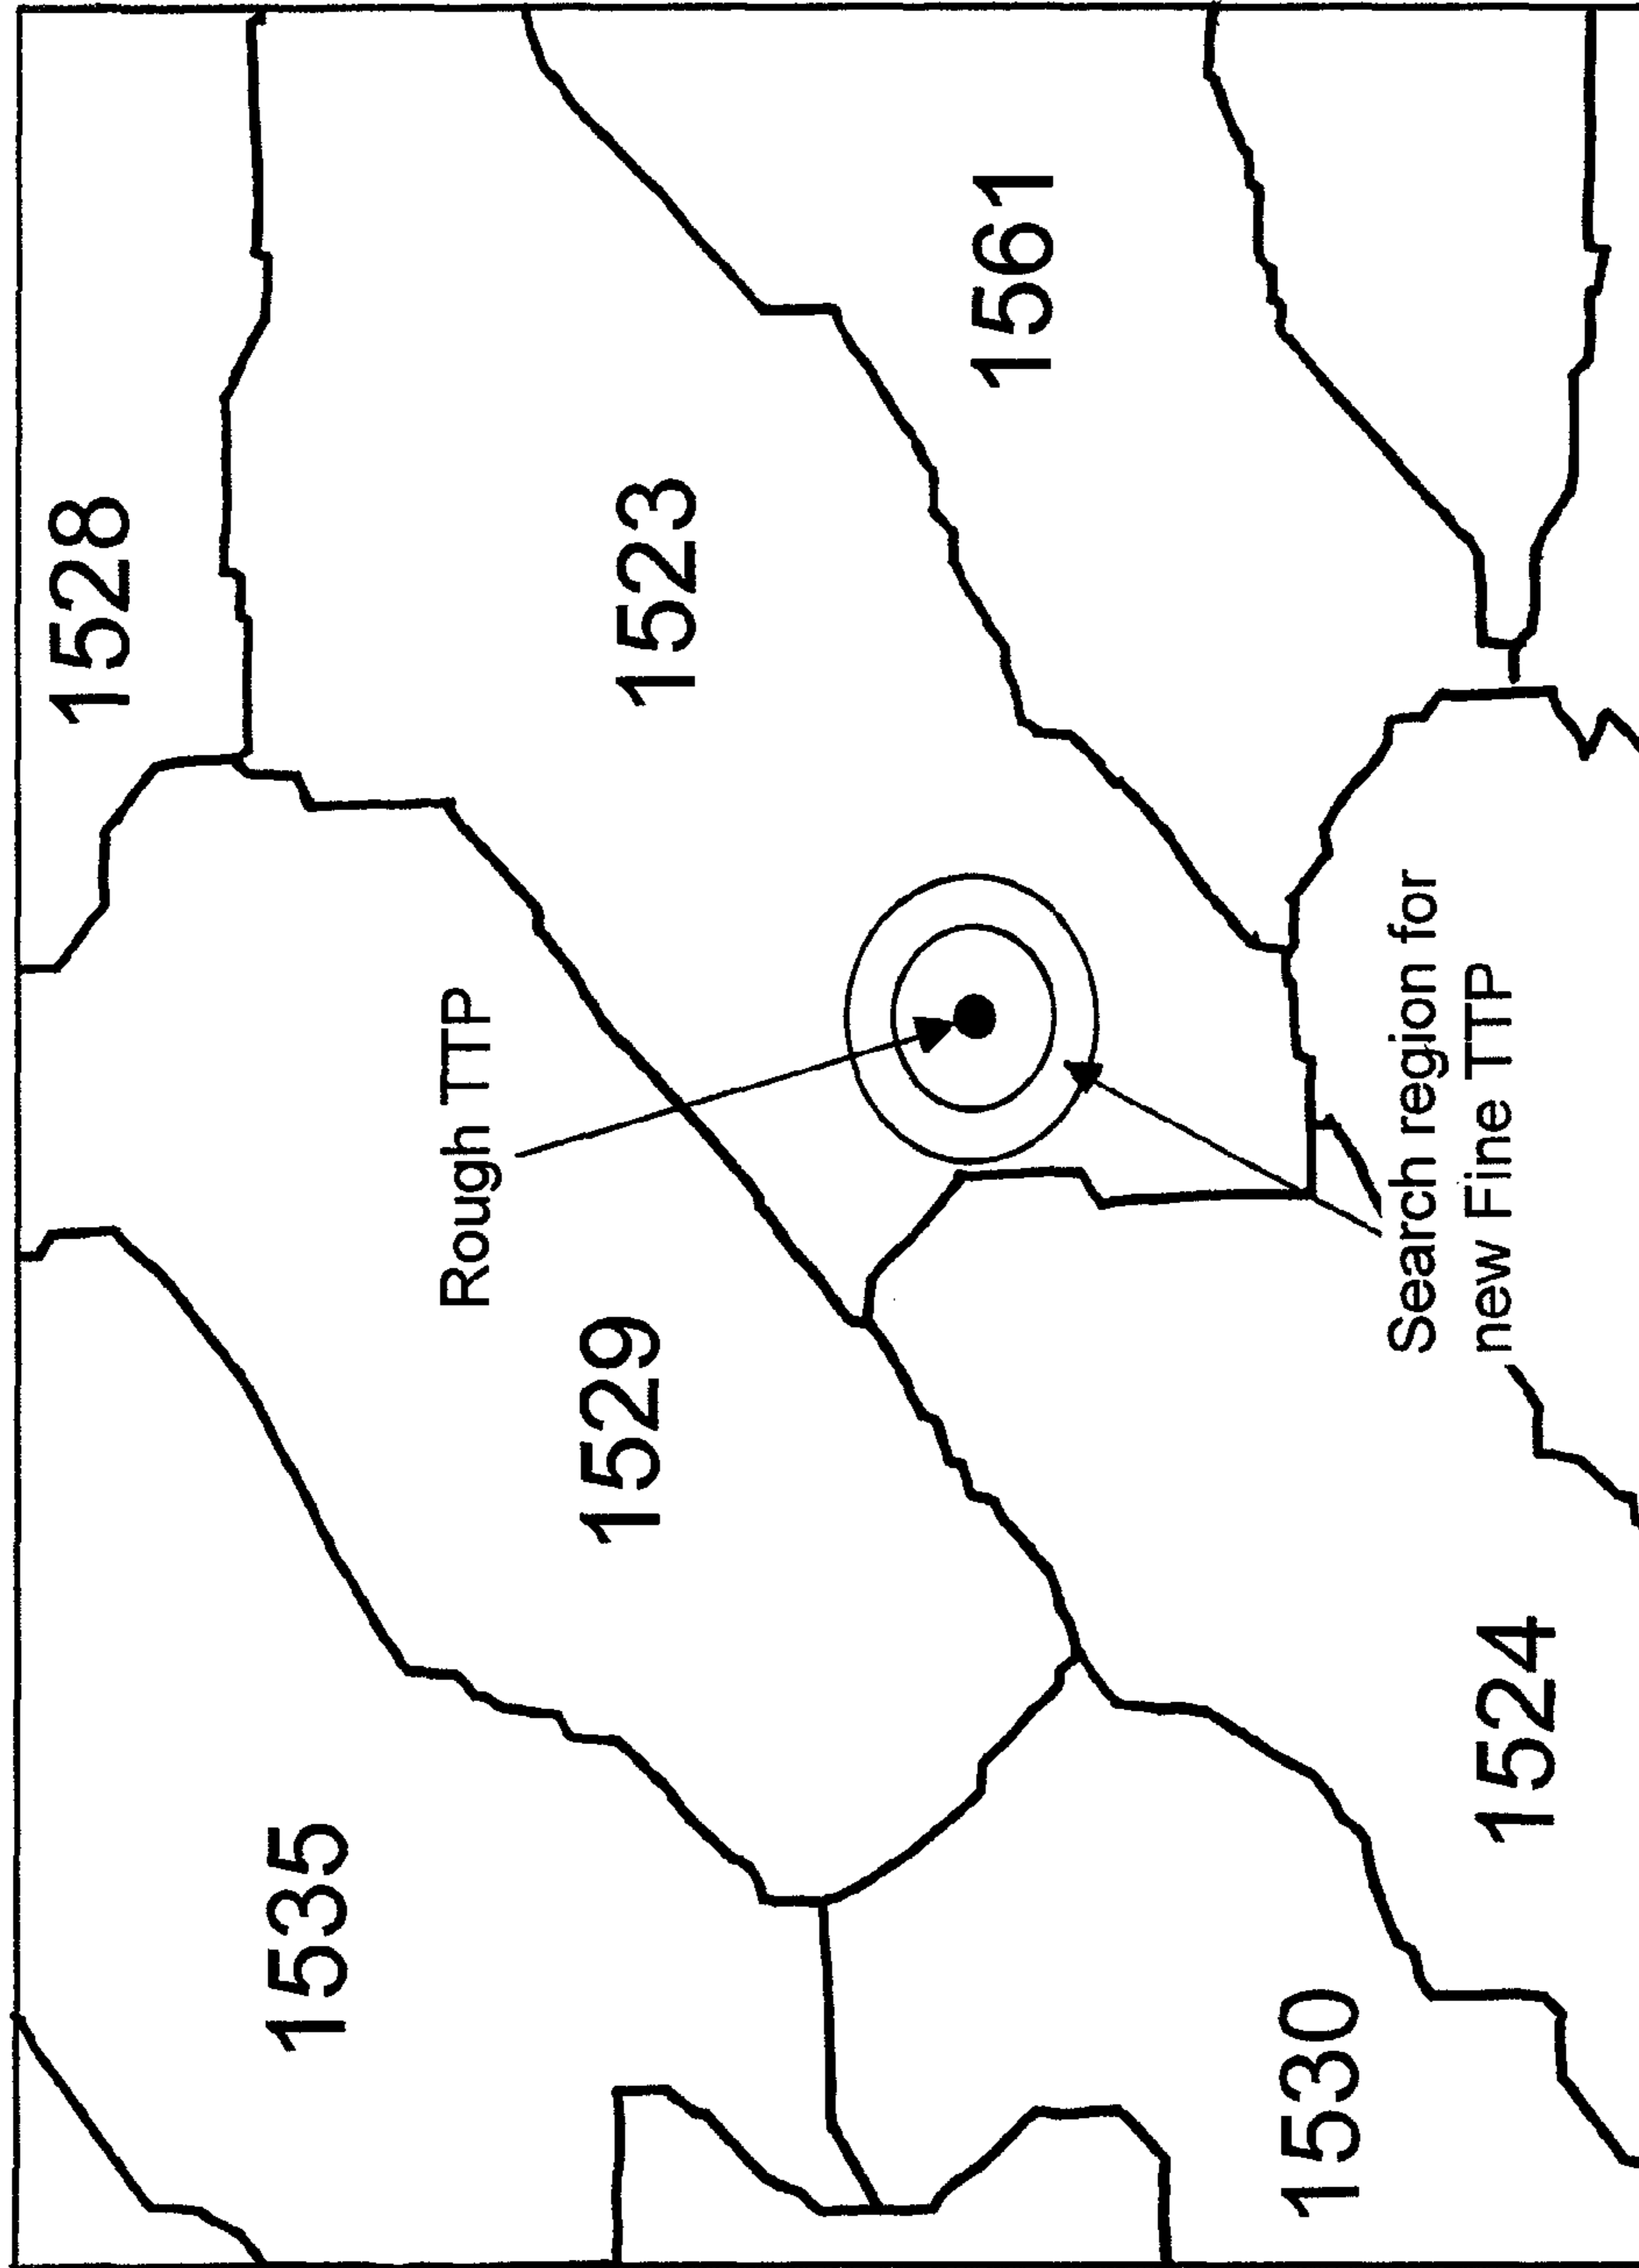 1528
1535
Rough TTP
1529
1523
1561
1530
1524
Search region for
new Fine TTP